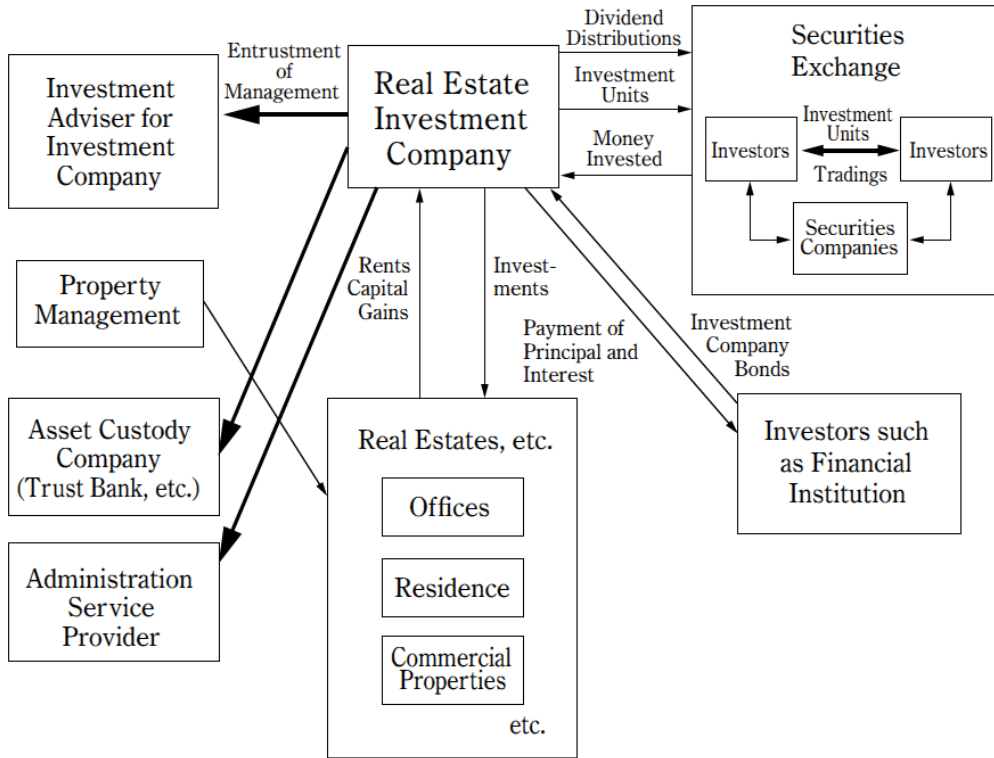 Investment
Adviser for
Investment
Company
Entrustment
of
Management
Real Estate
Investment
Company
Dividend
Distributions
Investment
Units
Money
Invested
Securities
Exchange
Investors
Investment
Units
Tradings
Investors
Securities
Companies
Property
Management
Rents
Capital
Gains
Invest-
ments
Payment of
Principal and
Interest
Investment
Company
Bonds
Asset Custody
Company
(Trust Bank, etc.)
Real Estates, etc.
Offices
Residence
Commercial
Properties
etc.
Investors such
as Financial
Institution
Administration
Service
Provider